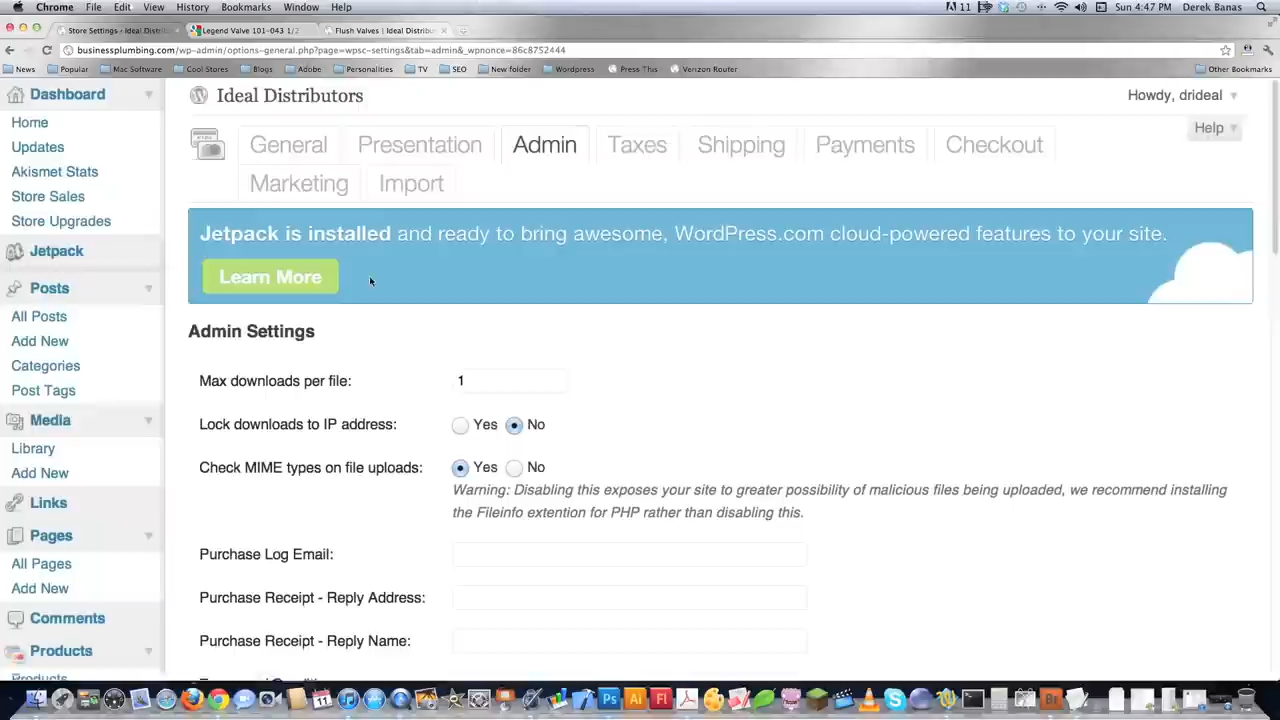 Chrome File Edit View History Bookmarks Window Help 11 Sun 4:47 PM Derek Banas
Store Settings ‹ Ideal Distrib Legend Valve 101-043 1/2 Flush Valves | Ideal Distribu
businessplumbing.com/wp-admin/options-general.php?page=wpsc-settings&tab=admin&_wpnonce=86c8752444
News Popular Mac Software Cool Stores Blogs Adobe Personalities TV SEO New folder Wordpress Press This Verizon Router Other Bookmarks
Ideal Distributors
Howdy, drideal
Help
General Presentation Admin Taxes Shipping Payments Checkout
Marketing Import
Jetpack is installed and ready to bring awesome, WordPress.com cloud-powered features to your site.
Learn More
Dashboard
Home
Updates
Akismet Stats
Store Sales
Store Upgrades
Jetpack
Posts
All Posts
Add New
Categories
Post Tags
Media
Library
Add New
Links
Pages
All Pages
Add New
Comments
Products
Products
Admin Settings
Max downloads per file: 1
Lock downloads to IP address: Yes No
Check MIME types on file uploads: Yes No
Warning: Disabling this exposes your site to greater possibility of malicious files being uploaded, we recommend installing
the Fileinfo extention for PHP rather than disabling this.
Purchase Log Email:
Purchase Receipt - Reply Address:
Purchase Receipt - Reply Name:
Ps Ai Fl Br